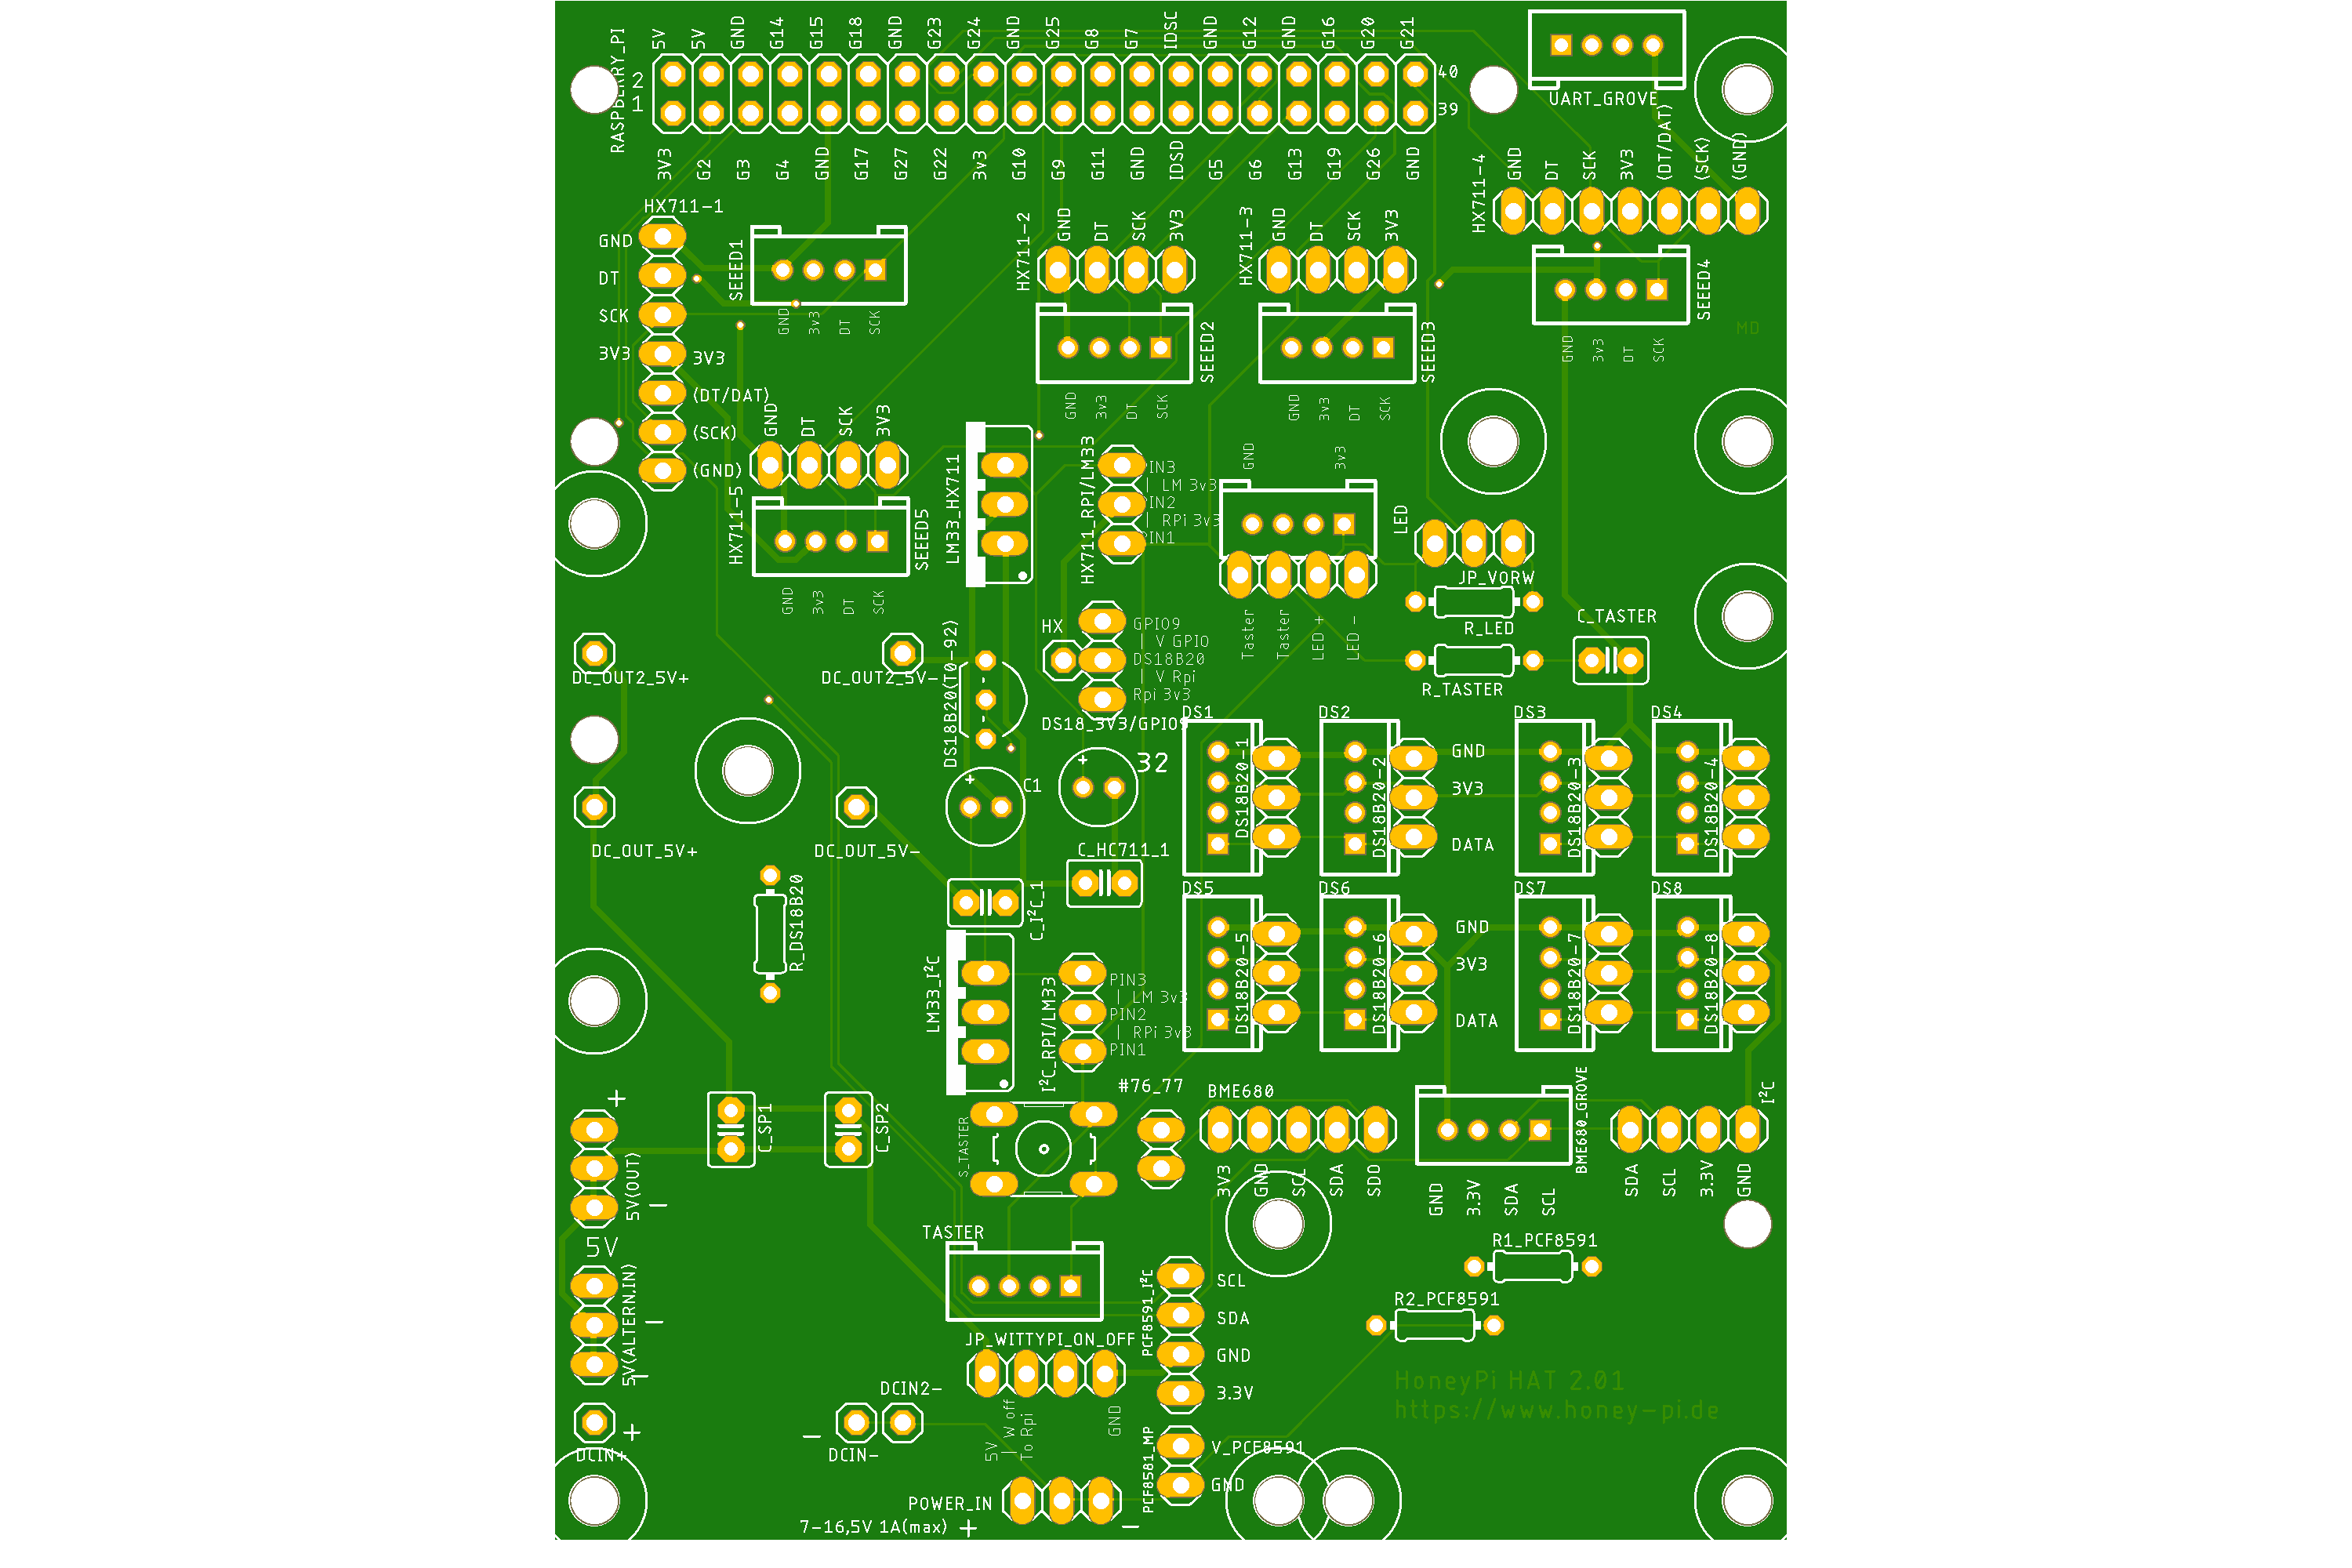 5V 5V GND G14 G15 G18 GND G23 G24 GND G25 G8 G7 IDSC GND G12 GND G16 G20 G21
RASPBERRY_PI
2
1
40
39
3V3 G2 G3 G4 GND G17 G27 G22 3v3 G10 G9 G11 GND IDSD G5 G6 G13 G19 G26 GND
UART_GROVE
HX711-4
GND DT SCK 3V3 (DT/DAT) (SCK) (GND)
HX711-1
GND
DT
SCK
3V3
3V3
(DT/DAT)
(SCK)
(GND)
SEEED1
GND 3v3 DT SCK
HX711-2
GND DT SCK 3V3
SEEED2
GND 3v3 DT SCK
HX711-3
GND DT SCK 3V3
SEEED3
GND 3v3 DT SCK
SEEED4
GND 3v3 DT SCK
MD
GND DT SCK 3V3
HX711-5
SEEED5
GND 3v3 DT SCK
LM33_HX711
HX711_RPI/LM33
PIN3
| LM 3v3
PIN2
| RPi 3v3
PIN1
GND 3v3
Taster Taster LED + LED -
LED
JP_VORW
R_LED
R_TASTER
C_TASTER
DC_OUT2_5V+
DC_OUT2_5V-
DS18B20(TO-92)
HX
GPIO9
| V GPIO
DS18B20
| V Rpi
Rpi 3v3
DS18_3V3/GPIO9
32
+
+
C1
DC_OUT_5V+
DC_OUT_5V-
C_HC711_1
C_I²C_1
R_DS18B20
DS1 DS2 DS3 DS4
DS18B20-1 DS18B20-2 DS18B20-3 DS18B20-4
GND
3V3
DATA
DS5 DS6 DS7 DS8
DS18B20-5 DS18B20-6 DS18B20-7 DS18B20-8
GND
3V3
DATA
LM33_I²C
I²C_RPI/LM33
PIN3
| LM 3v3
PIN2
| RPi 3v3
PIN1
#76_77
BME680
3V3 GND SCL SDA SDO
BME680_GROVE
GND 3.3V SDA SCL
I²C
SDA SCL 3.3V GND
C_SP1
C_SP2
S_TASTER
+
5V(OUT)
-
5V
5V(ALTERN.IN)
-
-
TASTER
PCF8591_I²C
SCL
SDA
GND
3.3V
R1_PCF8591
R2_PCF8591
JP_WITTYPI_ON_OFF
5V
| W off
To Rpi
GND
DCIN2-
DCIN-
-
DCIN+
+
PCF8581_MP
V_PCF8591
GND
HoneyPi HAT 2.01
https://www.honey-pi.de
POWER_IN
7-16,5V 1A(max) +
-